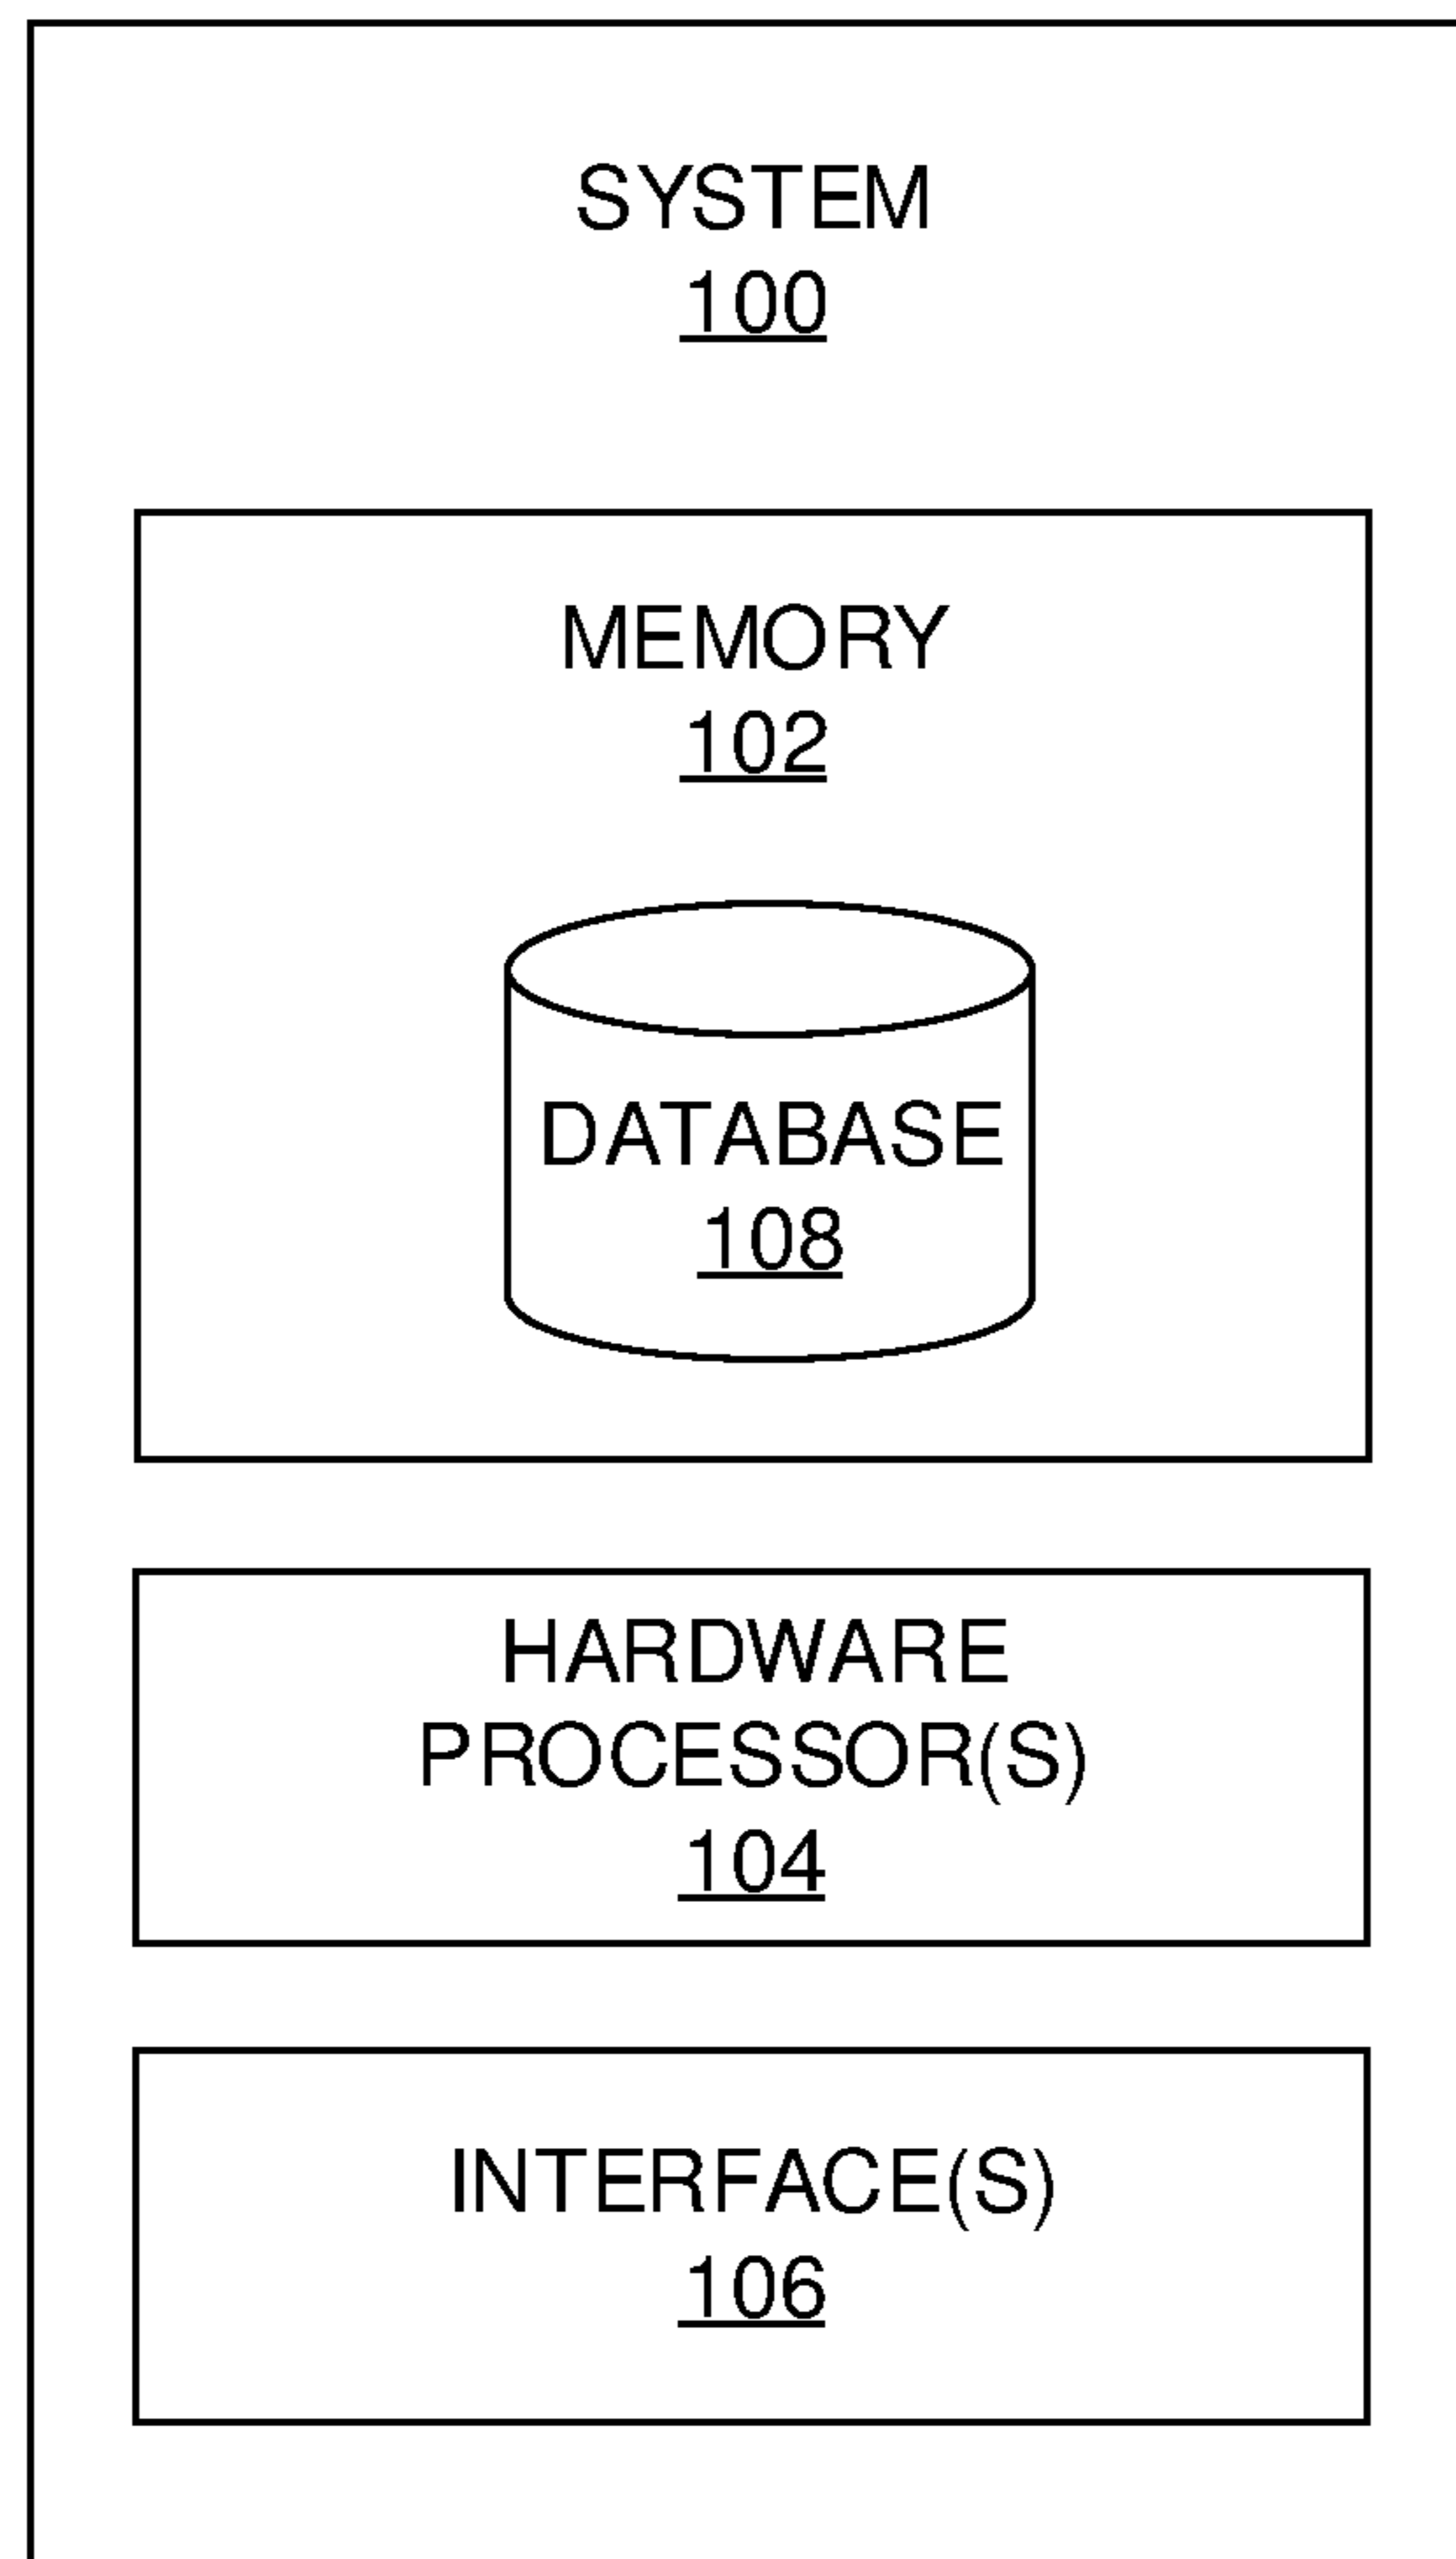 SYSTEM
100
MEMORY
102
DATABASE
108
HARDWARE
PROCESSOR(S)
104
INTERFACE(S)
106